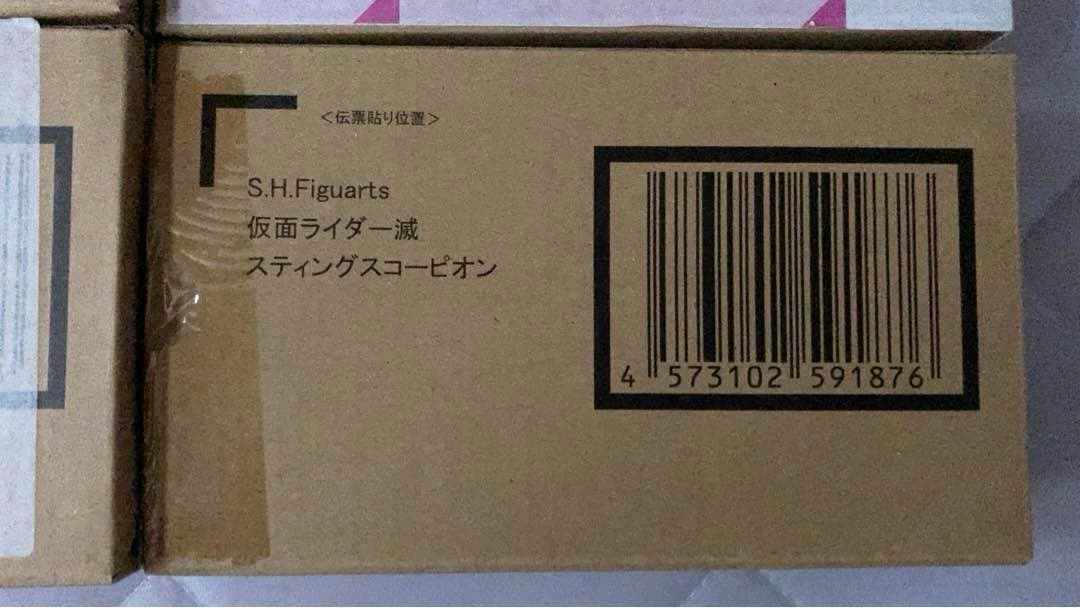 <伝票貼り位置>
S.H.Figuarts
仮面ライダー滅
スティングスコーピオン
4 573102 591876